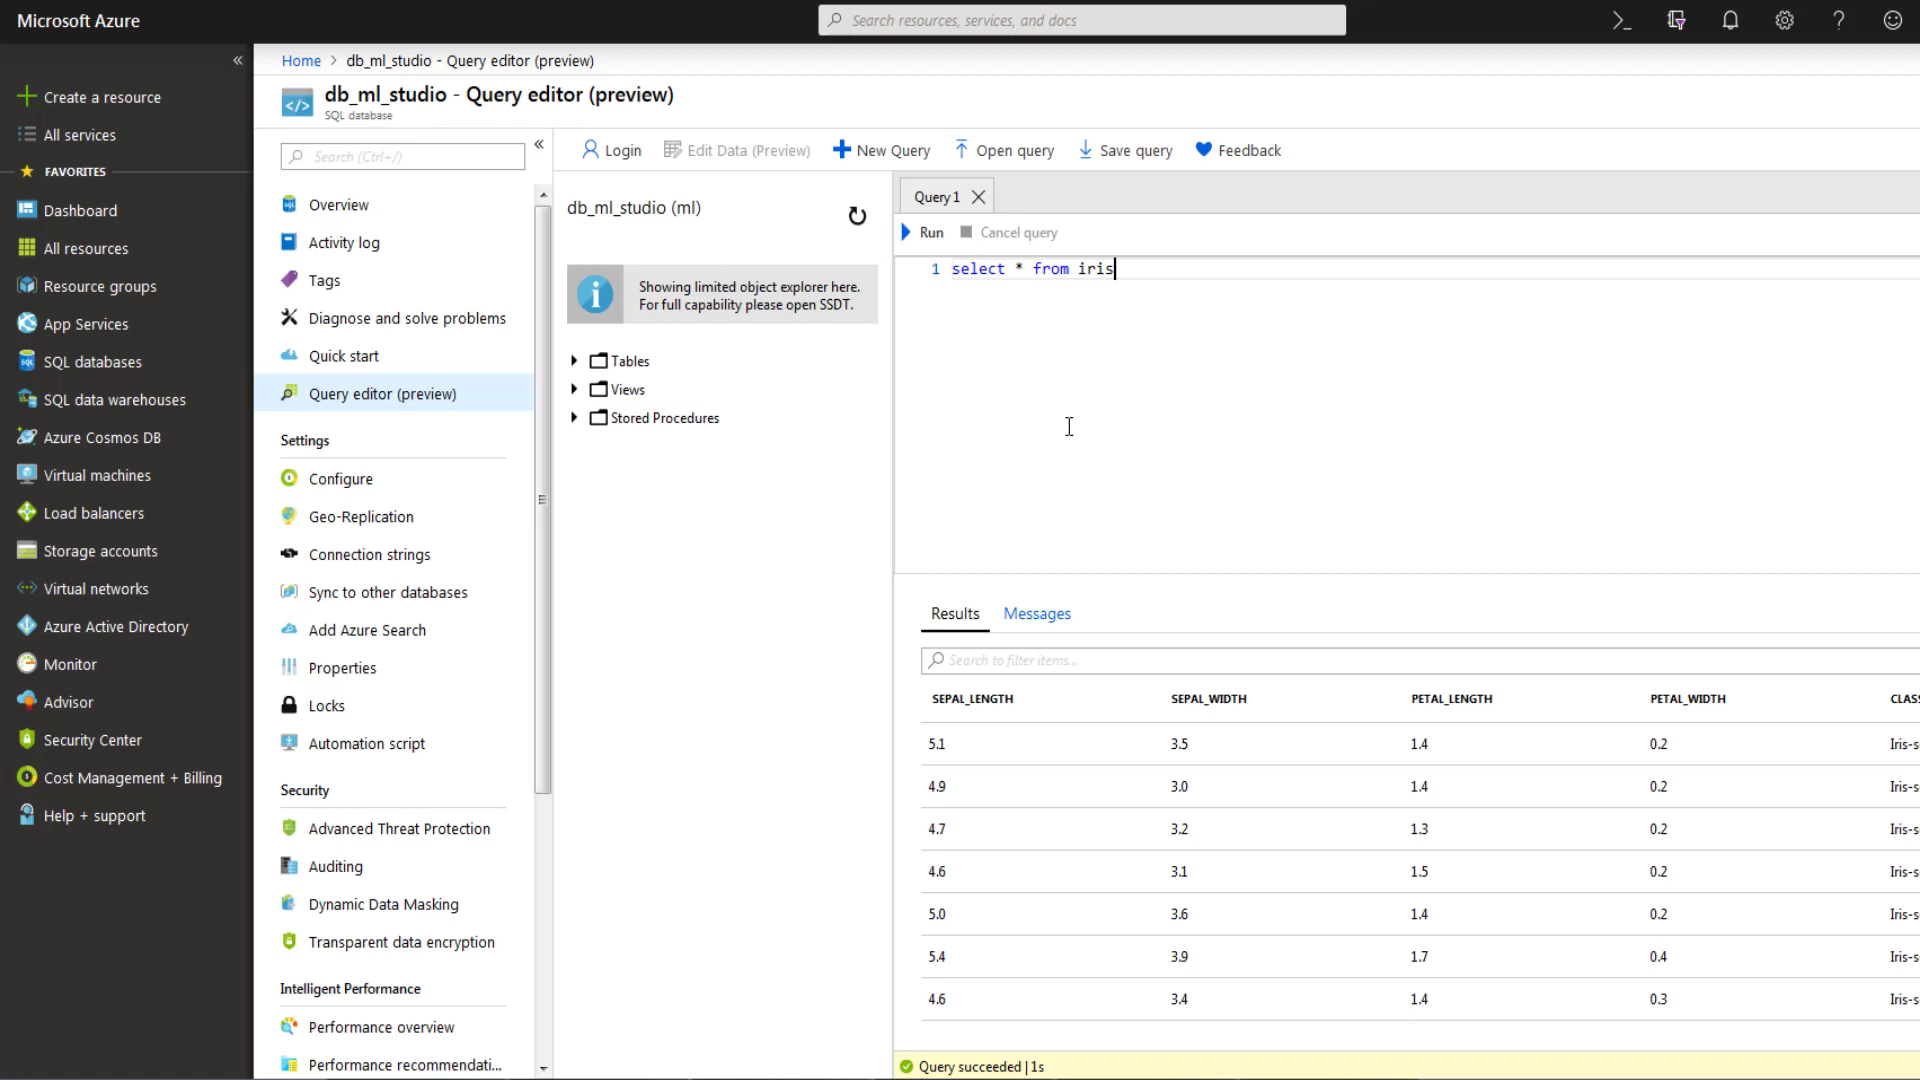 Microsoft Azure
Search resources, services, and docs
Create a resource
All services
FAVORITES
Dashboard
All resources
Resource groups
App Services
SQL databases
SQL data warehouses
Azure Cosmos DB
Virtual machines
Load balancers
Storage accounts
Virtual networks
Azure Active Directory
Monitor
Advisor
Security Center
Cost Management + Billing
Help + support
Home > db_ml_studio - Query editor (preview)
db_ml_studio - Query editor (preview)
SQL database
Search (Ctrl+/)
Overview
Activity log
Tags
Diagnose and solve problems
Quick start
Query editor (preview)
Settings
Configure
Geo-Replication
Connection strings
Sync to other databases
Add Azure Search
Properties
Locks
Automation script
Security
Advanced Threat Protection
Auditing
Dynamic Data Masking
Transparent data encryption
Intelligent Performance
Performance overview
Performance recommendati...
Login Edit Data (Preview) New Query Open query Save query Feedback
db_ml_studio (ml)
Showing limited object explorer here.
For full capability please open SSDT.
Tables
Views
Stored Procedures
Query 1
Run Cancel query
1 select * from iris
Results Messages
Search to filter items...
SEPAL_LENGTH SEPAL_WIDTH PETAL_LENGTH PETAL_WIDTH CLAS
5.1 3.5 1.4 0.2 Iris-s
4.9 3.0 1.4 0.2 Iris-s
4.7 3.2 1.3 0.2 Iris-s
4.6 3.1 1.5 0.2 Iris-s
5.0 3.6 1.4 0.2 Iris-s
5.4 3.9 1.7 0.4 Iris-s
4.6 3.4 1.4 0.3 Iris-s
Query succeeded | 1s